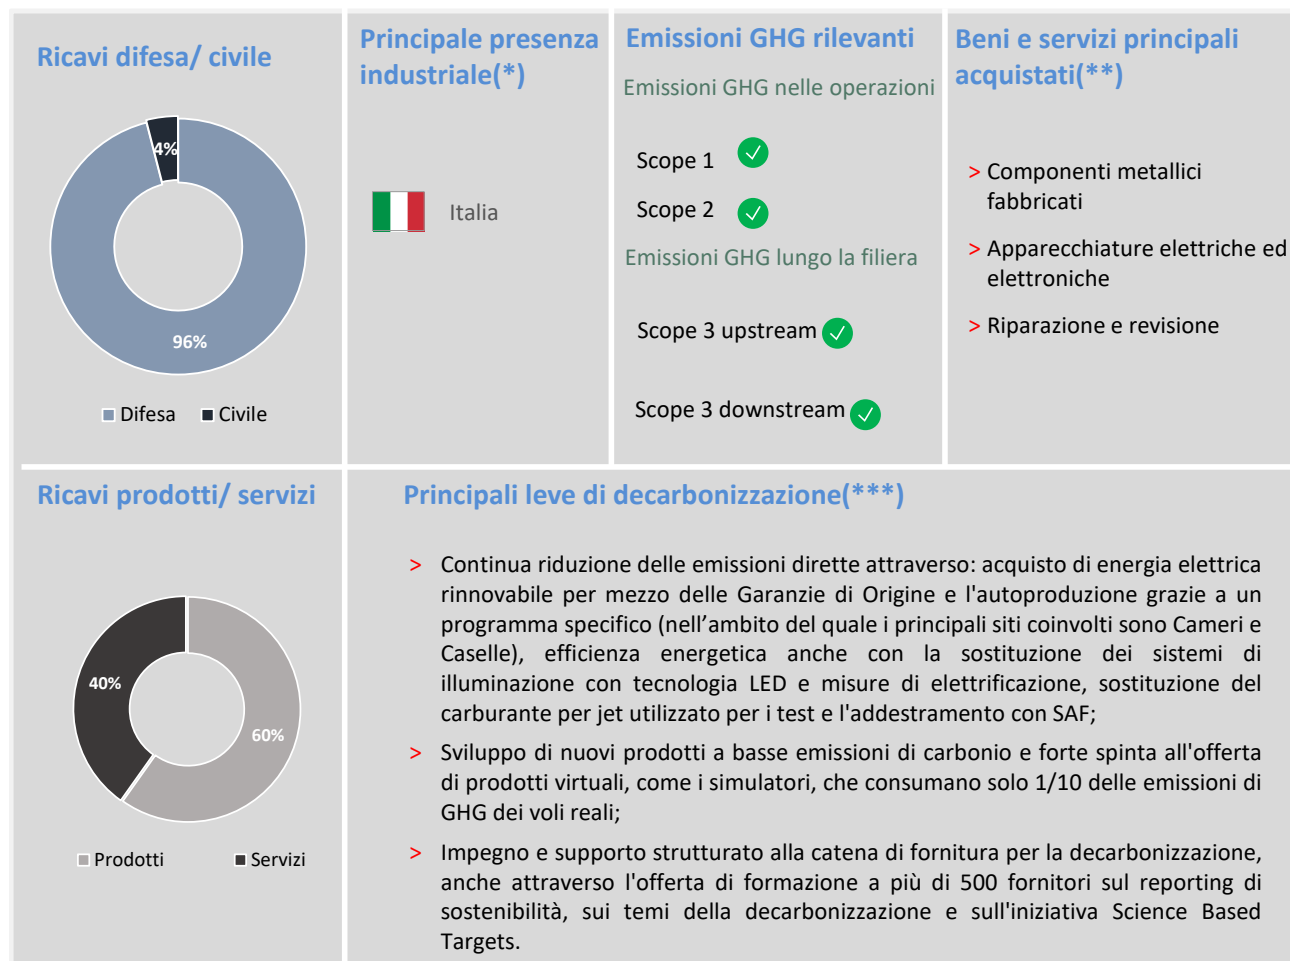 Ricavi difesa/ civile
4%
96%
Difesa Civile
Principale presenza
industriale(*)
Italia
Emissioni GHG rilevanti
Emissioni GHG nelle operazioni
Scope 1
Scope 2
Emissioni GHG lungo la filiera
Scope 3 upstream
Scope 3 downstream
Beni e servizi principali
acquistati(**)
> Componenti metallici
fabbricati
> Apparecchiature elettriche ed
elettroniche
> Riparazione e revisione
Ricavi prodotti/ servizi
40%
60%
Prodotti Servizi
Principali leve di decarbonizzazione(***)
> Continua riduzione delle emissioni dirette attraverso: acquisto di energia elettrica
rinnovabile per mezzo delle Garanzie di Origine e l'autoproduzione grazie a un
programma specifico (nell’ambito del quale i principali siti coinvolti sono Cameri e
Caselle), efficienza energetica anche con la sostituzione dei sistemi di
illuminazione con tecnologia LED e misure di elettrificazione, sostituzione del
carburante per jet utilizzato per i test e l'addestramento con SAF;
> Sviluppo di nuovi prodotti a basse emissioni di carbonio e forte spinta all'offerta
di prodotti virtuali, come i simulatori, che consumano solo 1/10 delle emissioni di
GHG dei voli reali;
> Impegno e supporto strutturato alla catena di fornitura per la decarbonizzazione,
anche attraverso l'offerta di formazione a più di 500 fornitori sul reporting di
sostenibilità, sui temi della decarbonizzazione e sull'iniziativa Science Based
Targets.